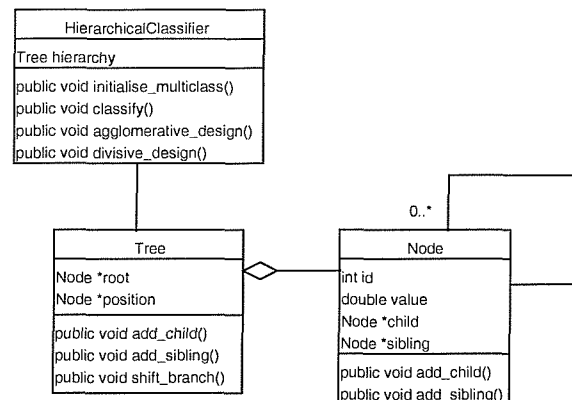 HierarchicalClassifier
Tree hierarchy
public void initialise_multiclass()
public void classify()
public void agglomerative_design()
public void divisive_design()
0..*
Tree
Node *root
Node *position
public void add_child()
public void add_sibling()
public void shift_branch()
Node
int id
double value
Node *child
Node *sibling
public void add_child()
public void add_sibling()